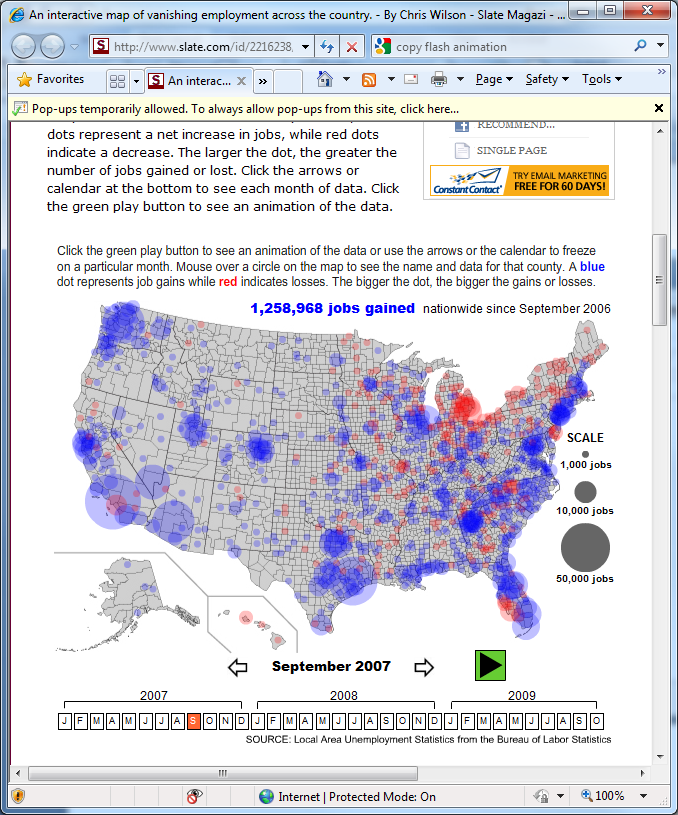 An interactive map of vanishing employment across the country. - By Chris Wilson - Slate Magazi - ...
http://www.slate.com/id/2216238,
copy flash animation
Favorites
An interac...
Page
Safety
Tools
Pop-ups temporarily allowed. To always allow pop-ups from this site, click here...
dots represent a net increase in jobs, while red dots
indicate a decrease. The larger the dot, the greater the
number of jobs gained or lost. Click the arrows or
calendar at the bottom to see each month of data. Click
the green play button to see an animation of the data.
RECOMMEND...
SINGLE PAGE
Constant Contact
TRY EMAIL MARKETING
FREE FOR 60 DAYS!
Click the green play button to see an animation of the data or use the arrows or the calendar to freeze
on a particular month. Mouse over a circle on the map to see the name and data for that county. A blue
dot represents job gains while red indicates losses. The bigger the dot, the bigger the gains or losses.
1,258,968 jobs gained nationwide since September 2006
SCALE
1,000 jobs
10,000 jobs
50,000 jobs
September 2007
2007 2008 2009
J F M A M J J A S O N D J F M A M J J A S O N D J F M A M J J A S O
SOURCE: Local Area Unemployment Statistics from the Bureau of Labor Statistics
Internet | Protected Mode: On
100%